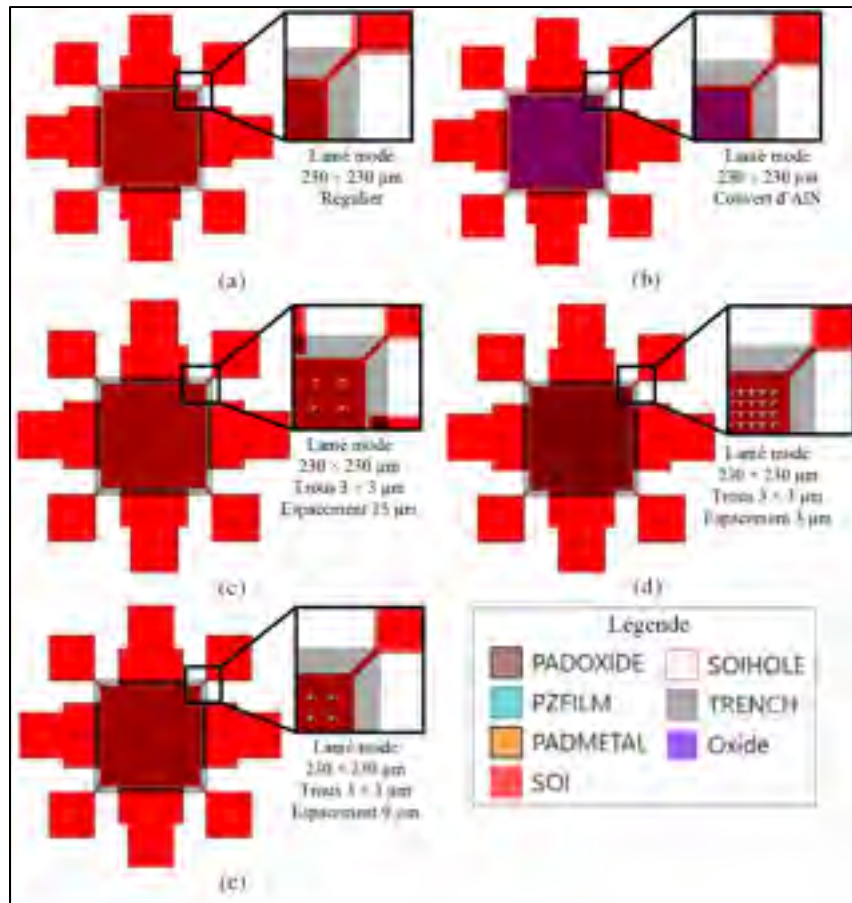 Lamé mode
230 × 230 µm
Régulier
(a)
Lamé mode
230 × 230 µm
Couvert d'AlN
(b)
Lamé mode
230 × 230 µm
Trous 3 × 3 µm
Espacement 15 µm
(c)
Lamé mode
230 × 230 µm
Trous 3 × 3 µm
Espacement 3 µm
(d)
Lamé mode
230 × 230 µm
Trous 3 × 3 µm
Espacement 9 µm
(e)
Légende
PADOXIDE
SOIHOLE
PZFILM
TRENCH
PADMETAL
Oxide
SOI